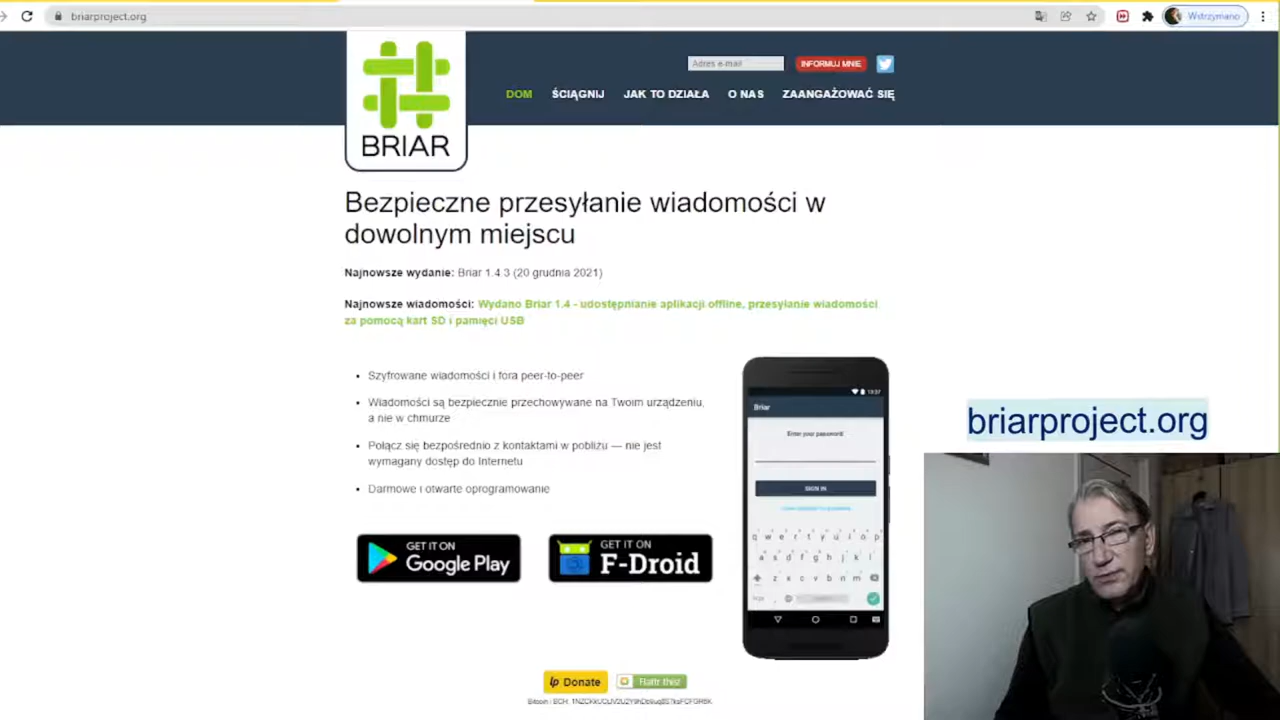 briarproject.org
Wstrzymano
Adres e-mail
INFORMUJ MNIE
DOM
ŚCIĄGNIJ
JAK TO DZIAŁA
O NAS
ZAANGAŻOWAĆ SIĘ
BRIAR
Bezpieczne przesyłanie wiadomości w
dowolnym miejscu
Najnowsze wydanie: Briar 1.4.3 (20 grudnia 2021)
Najnowsze wiadomości: Wydano Briar 1.4 - udostępnianie aplikacji offline, przesyłanie wiadomości
za pomocą kart SD i pamięci USB
• Szyfrowane wiadomości i fora peer-to-peer
• Wiadomości są bezpiecznie przechowywane na Twoim urządzeniu,
a nie w chmurze
• Połącz się bezpośrednio z kontaktami w pobliżu — nie jest
wymagany dostęp do Internetu
• Darmowe i otwarte oprogramowanie
GET IT ON
Google Play
GET IT ON
F-Droid
Briar
Enter your password
SIGN IN
q w e r t y u i o p
a s d f g h j k l
z x c v b n m
briarproject.org
Donate
Flattr this!
Bitcoin / BCH: